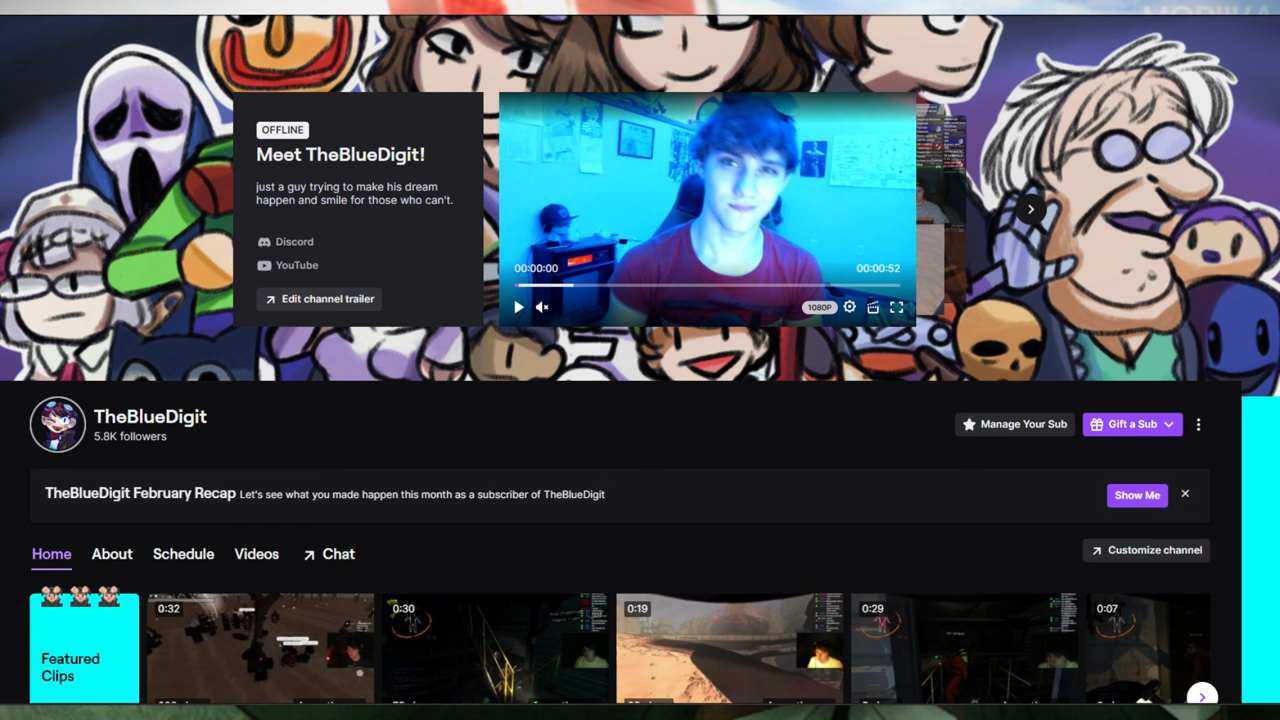 OFFLINE
Meet TheBlueDigit!
just a guy trying to make his dream
happen and smile for those who can't.
Discord
YouTube
Edit channel trailer
00:00:00
00:00:52
1080P
TheBlueDigit
5.8K followers
Manage Your Sub
Gift a Sub
TheBlueDigit February Recap Let's see what you made happen this month as a subscriber of TheBlueDigit
Show Me
Home
About
Schedule
Videos
Chat
Customize channel
Featured
Clips
0:32
0:30
0:19
0:29
0:07